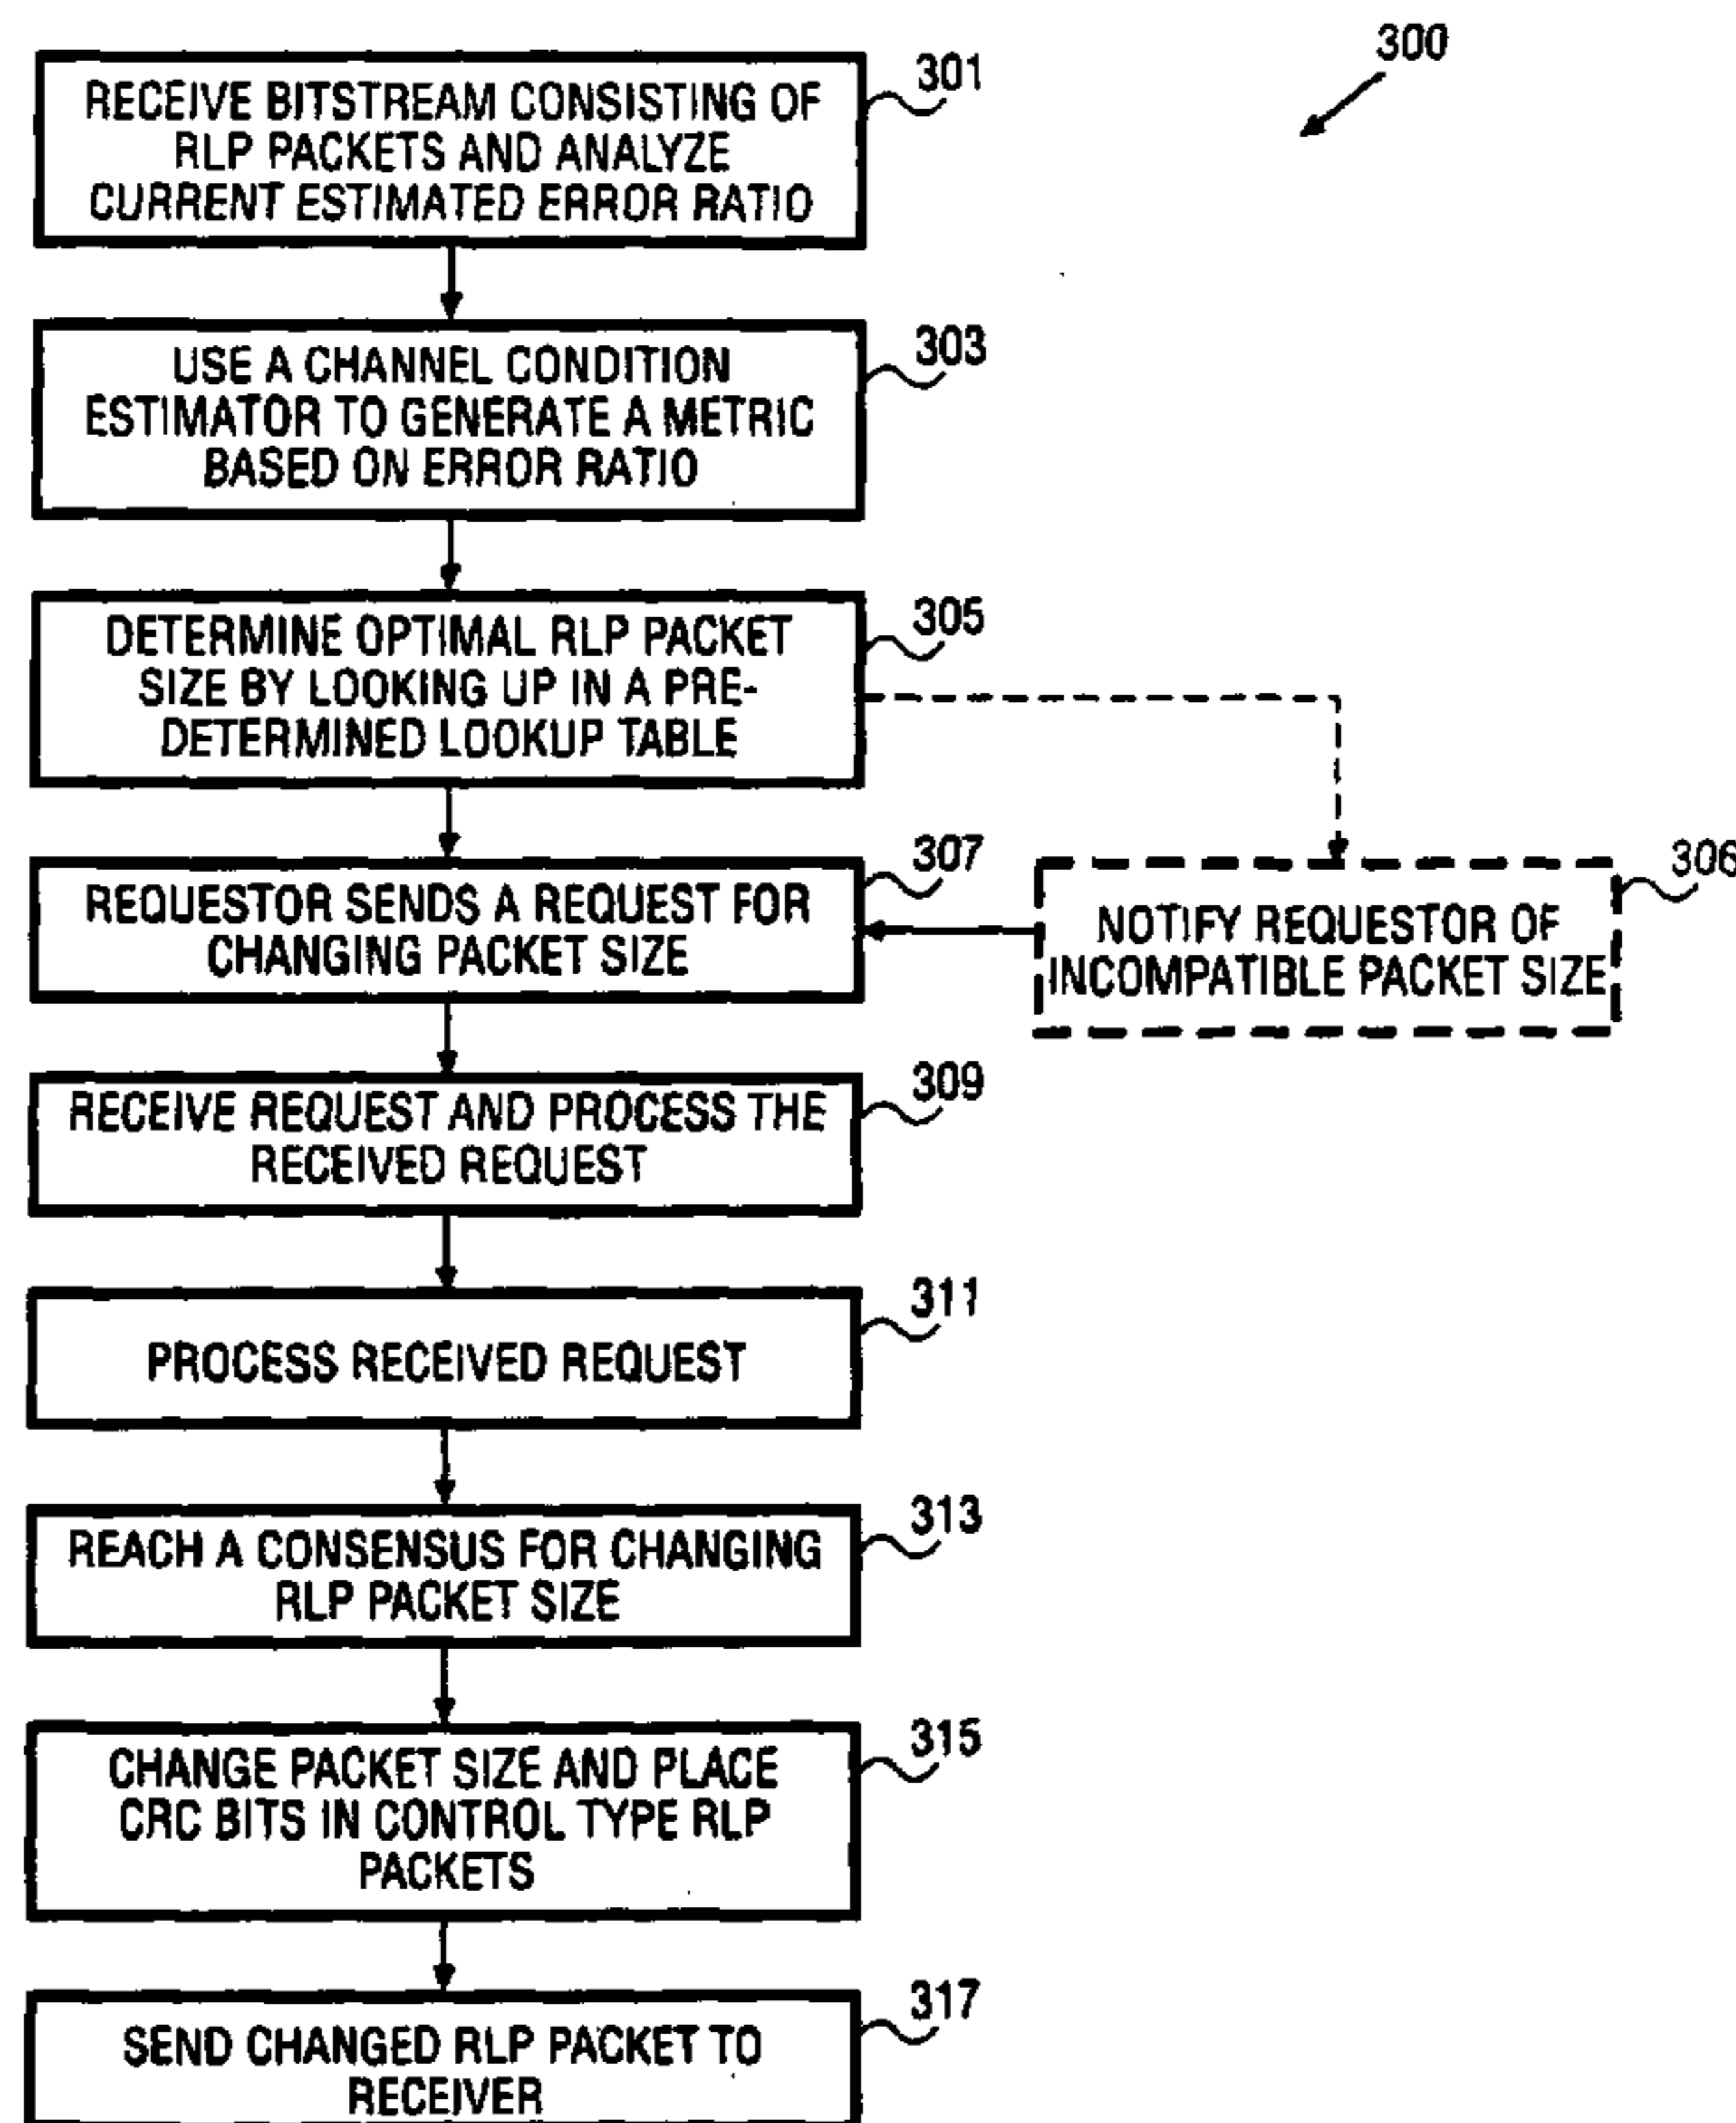 300
301
RECEIVE BITSTREAM CONSISTING OF
RLP PACKETS AND ANALYZE
CURRENT ESTIMATED ERROR RATIO
303
USE A CHANNEL CONDITION
ESTIMATOR TO GENERATE A METRIC
BASED ON ERROR RATIO
305
DETERMINE OPTIMAL RLP PACKET
SIZE BY LOOKING UP IN A PRE-
DETERMINED LOOKUP TABLE
307
REQUESTOR SENDS A REQUEST FOR
CHANGING PACKET SIZE
306
NOTIFY REQUESTOR OF
INCOMPATIBLE PACKET SIZE
309
RECEIVE REQUEST AND PROCESS THE
RECEIVED REQUEST
311
PROCESS RECEIVED REQUEST
313
REACH A CONSENSUS FOR CHANGING
RLP PACKET SIZE
315
CHANGE PACKET SIZE AND PLACE
CRC BITS IN CONTROL TYPE RLP
PACKETS
317
SEND CHANGED RLP PACKET TO
RECEIVER